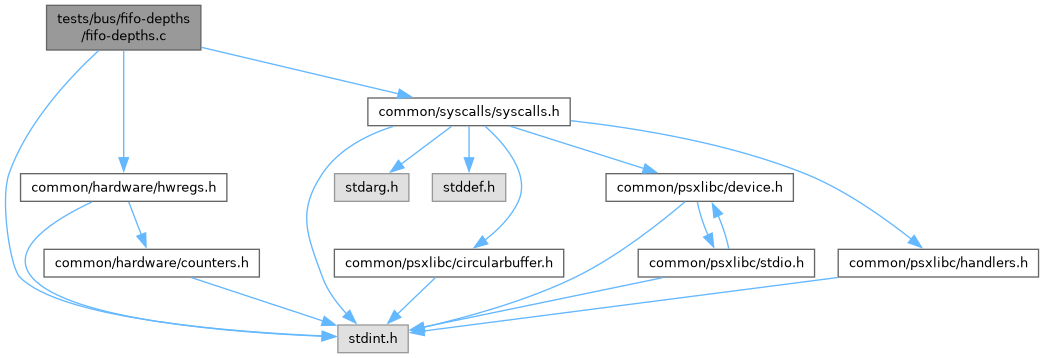 tests/bus/fifo-depths
/fifo-depths.c
common/syscalls/syscalls.h
common/hardware/hwregs.h
stdarg.h
stddef.h
common/psxlibc/device.h
common/hardware/counters.h
common/psxlibc/circularbuffer.h
common/psxlibc/stdio.h
common/psxlibc/handlers.h
stdint.h